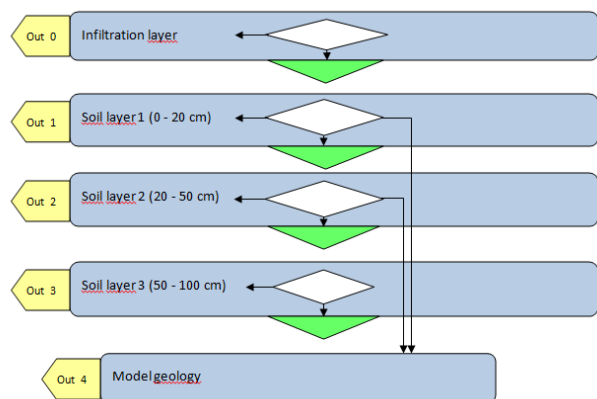 Out 0
Infiltration layer
Out 1
Soil layer 1 (0 - 20 cm)
Out 2
Soil layer 2 (20 - 50 cm)
Out 3
Soil layer 3 (50 - 100 cm)
Out 4
Model geology